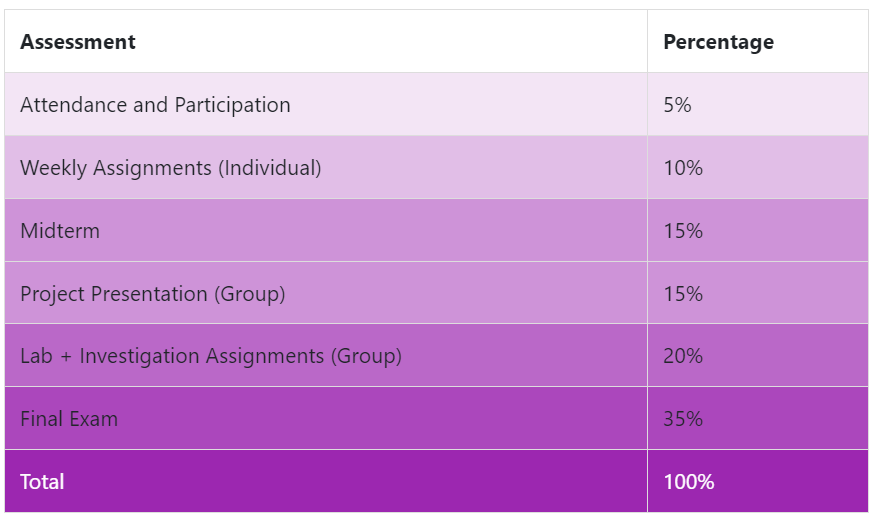 Assessment Percentage
Attendance and Participation 5%
Weekly Assignments (Individual) 10%
Midterm 15%
Project Presentation (Group) 15%
Lab + Investigation Assignments (Group) 20%
Final Exam 35%
Total 100%